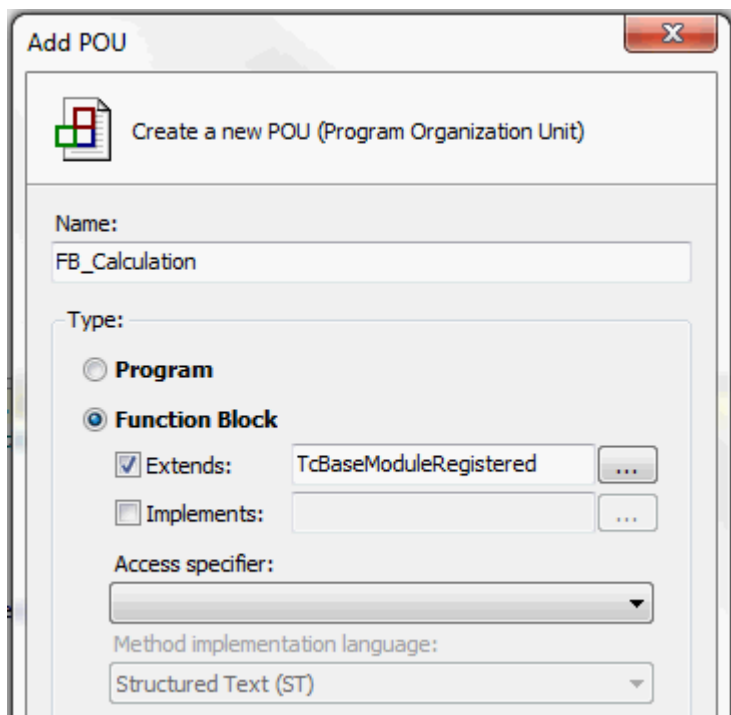 Add POU
x
Create a new POU (Program Organization Unit)
Name:
FB_Calculation
Type:
Program
Function Block
Extends: TcBaseModuleRegistered ...
Implements: ...
Access specifier:
Method implementation language:
Structured Text (ST)